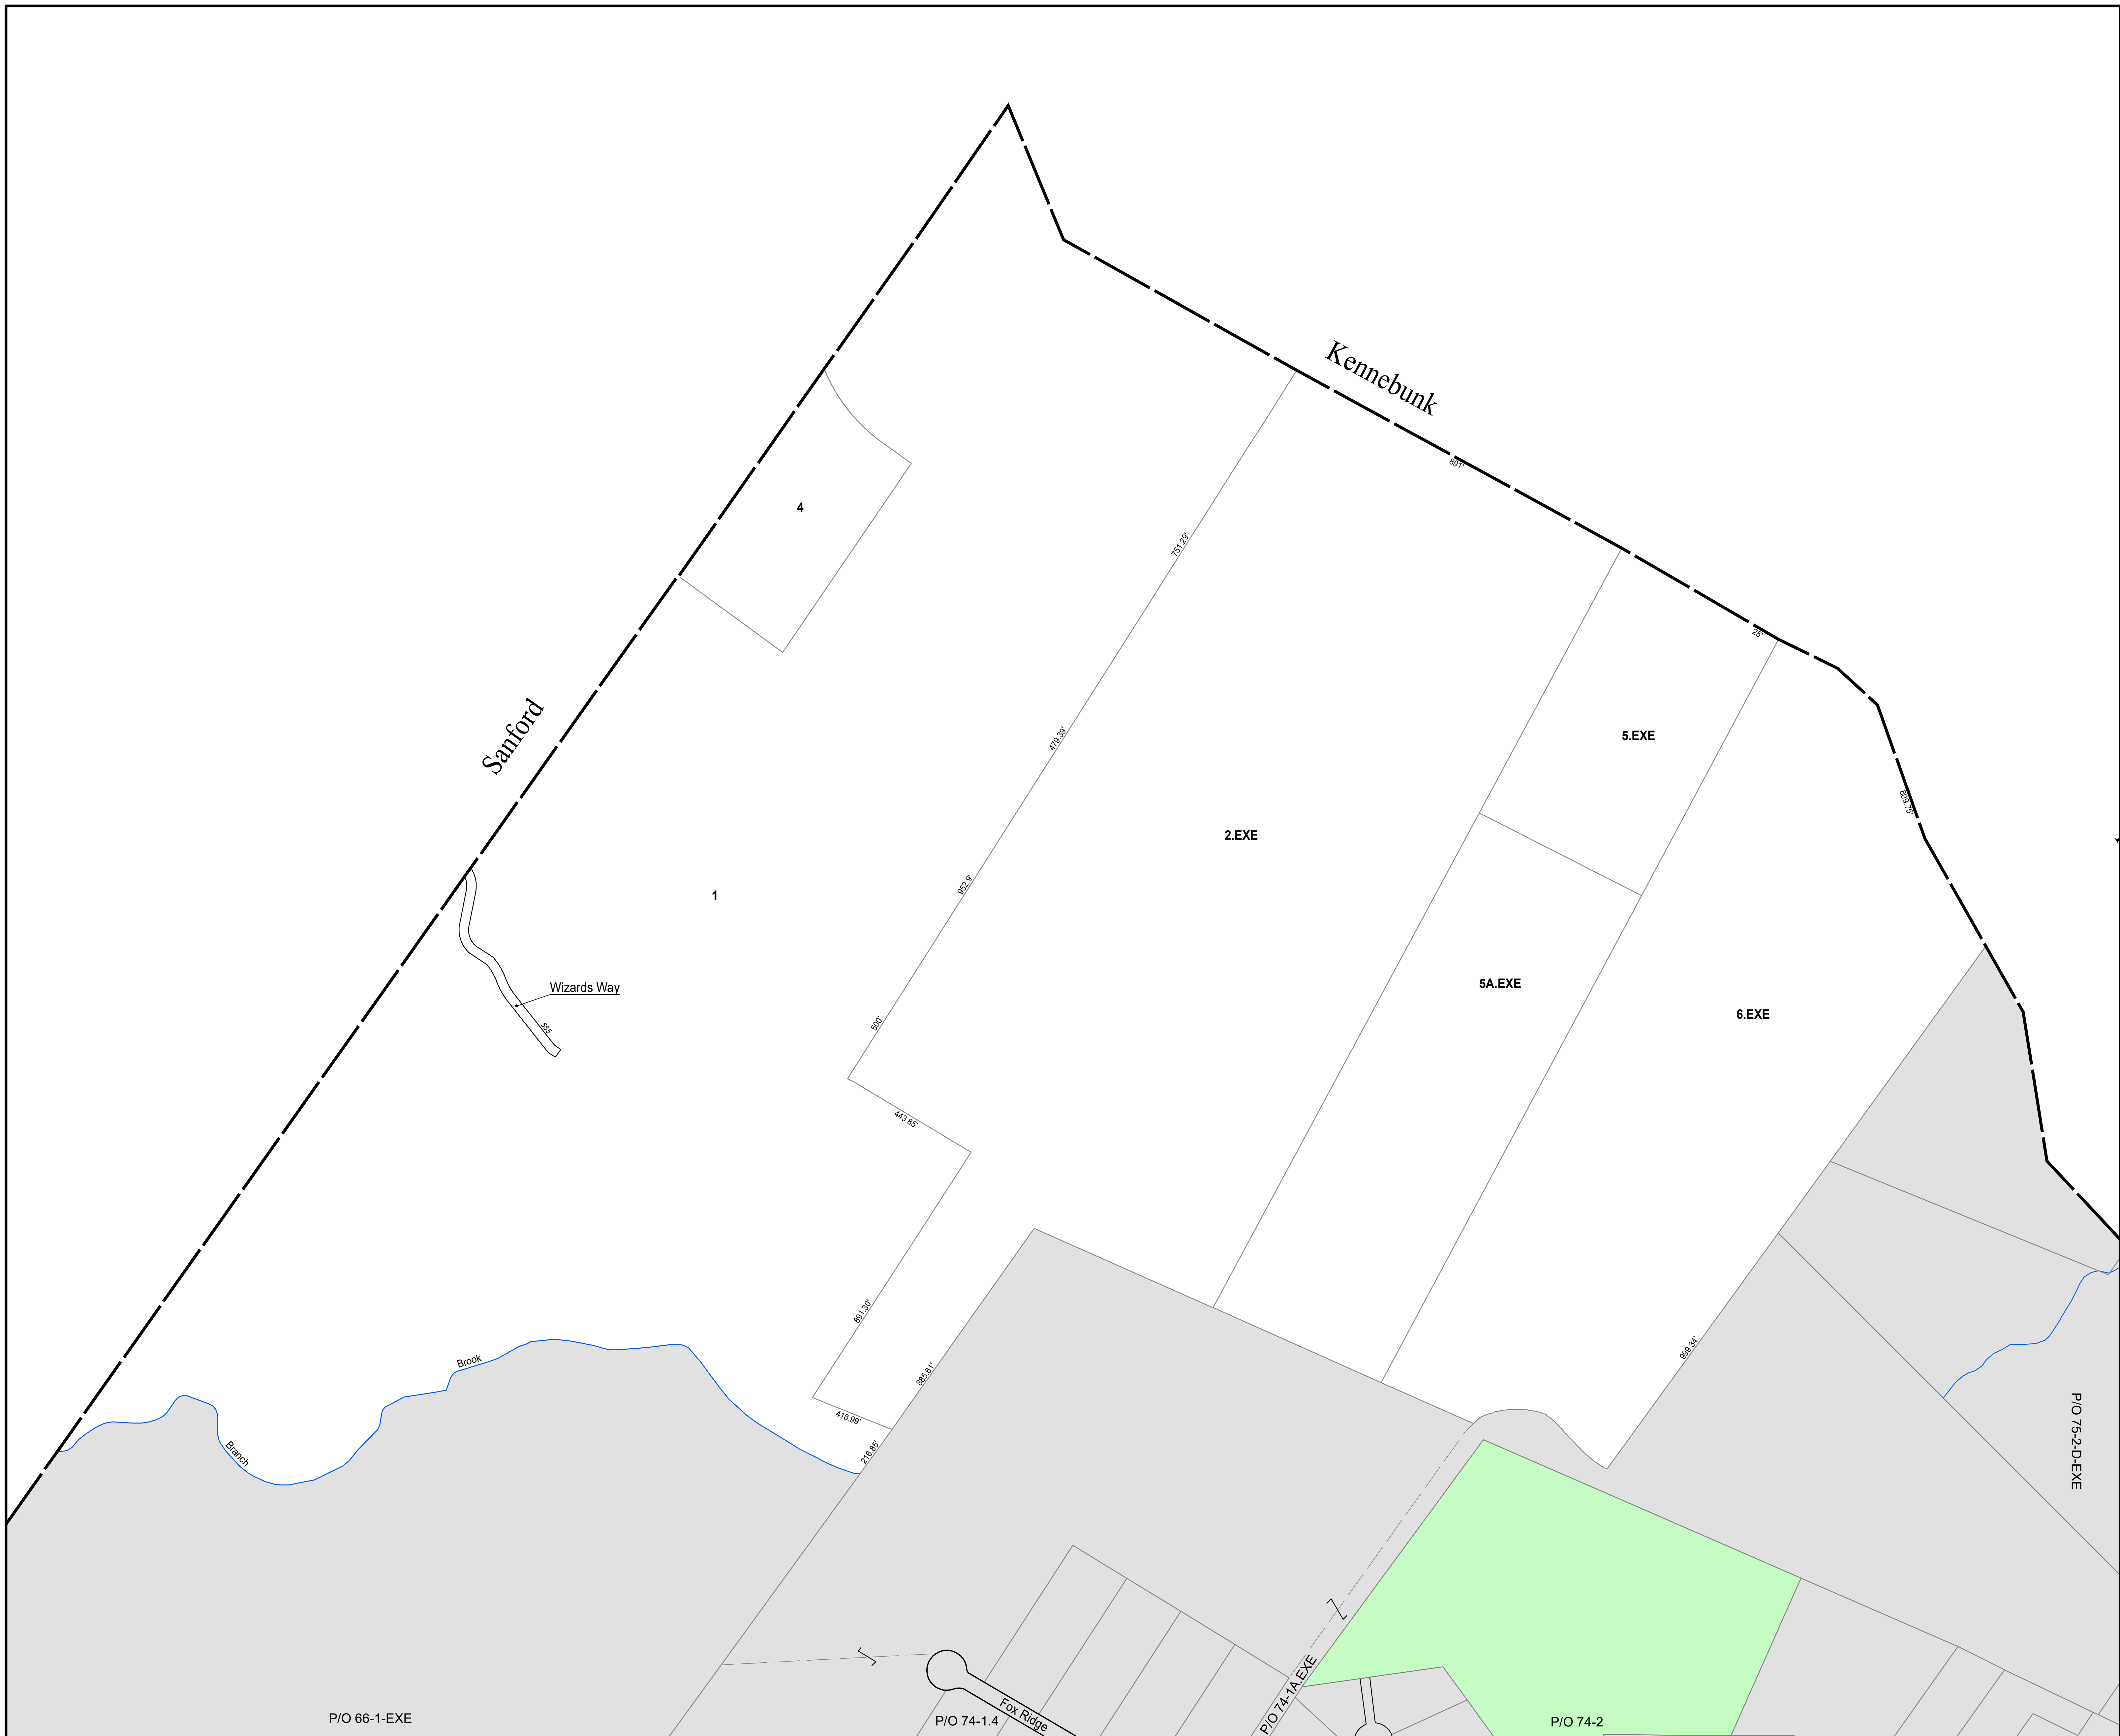 Kennebunk
891'
4
751.29'
25'
Sanford
5.EXE
479.39'
809.75'
2.EXE
952.9'
1
5A.EXE
Wizards Way
6.EXE
500'
555
443.85'
891.30'
999.34'
Brook
885.61'
418.99'
P/O 75-2-D-EXE
Branch
216.85'
P/O 74-1A.EXE
Fox Ridge
P/O 66-1-EXE
P/O 74-1.4
P/O 74-2